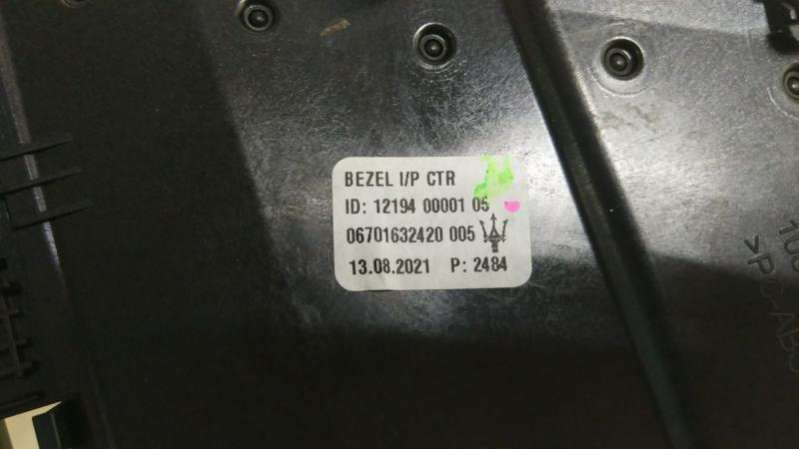 BEZEL I/P CTR
ID: 12194 00001 05
06701632420 005
13.08.2021 P: 2484